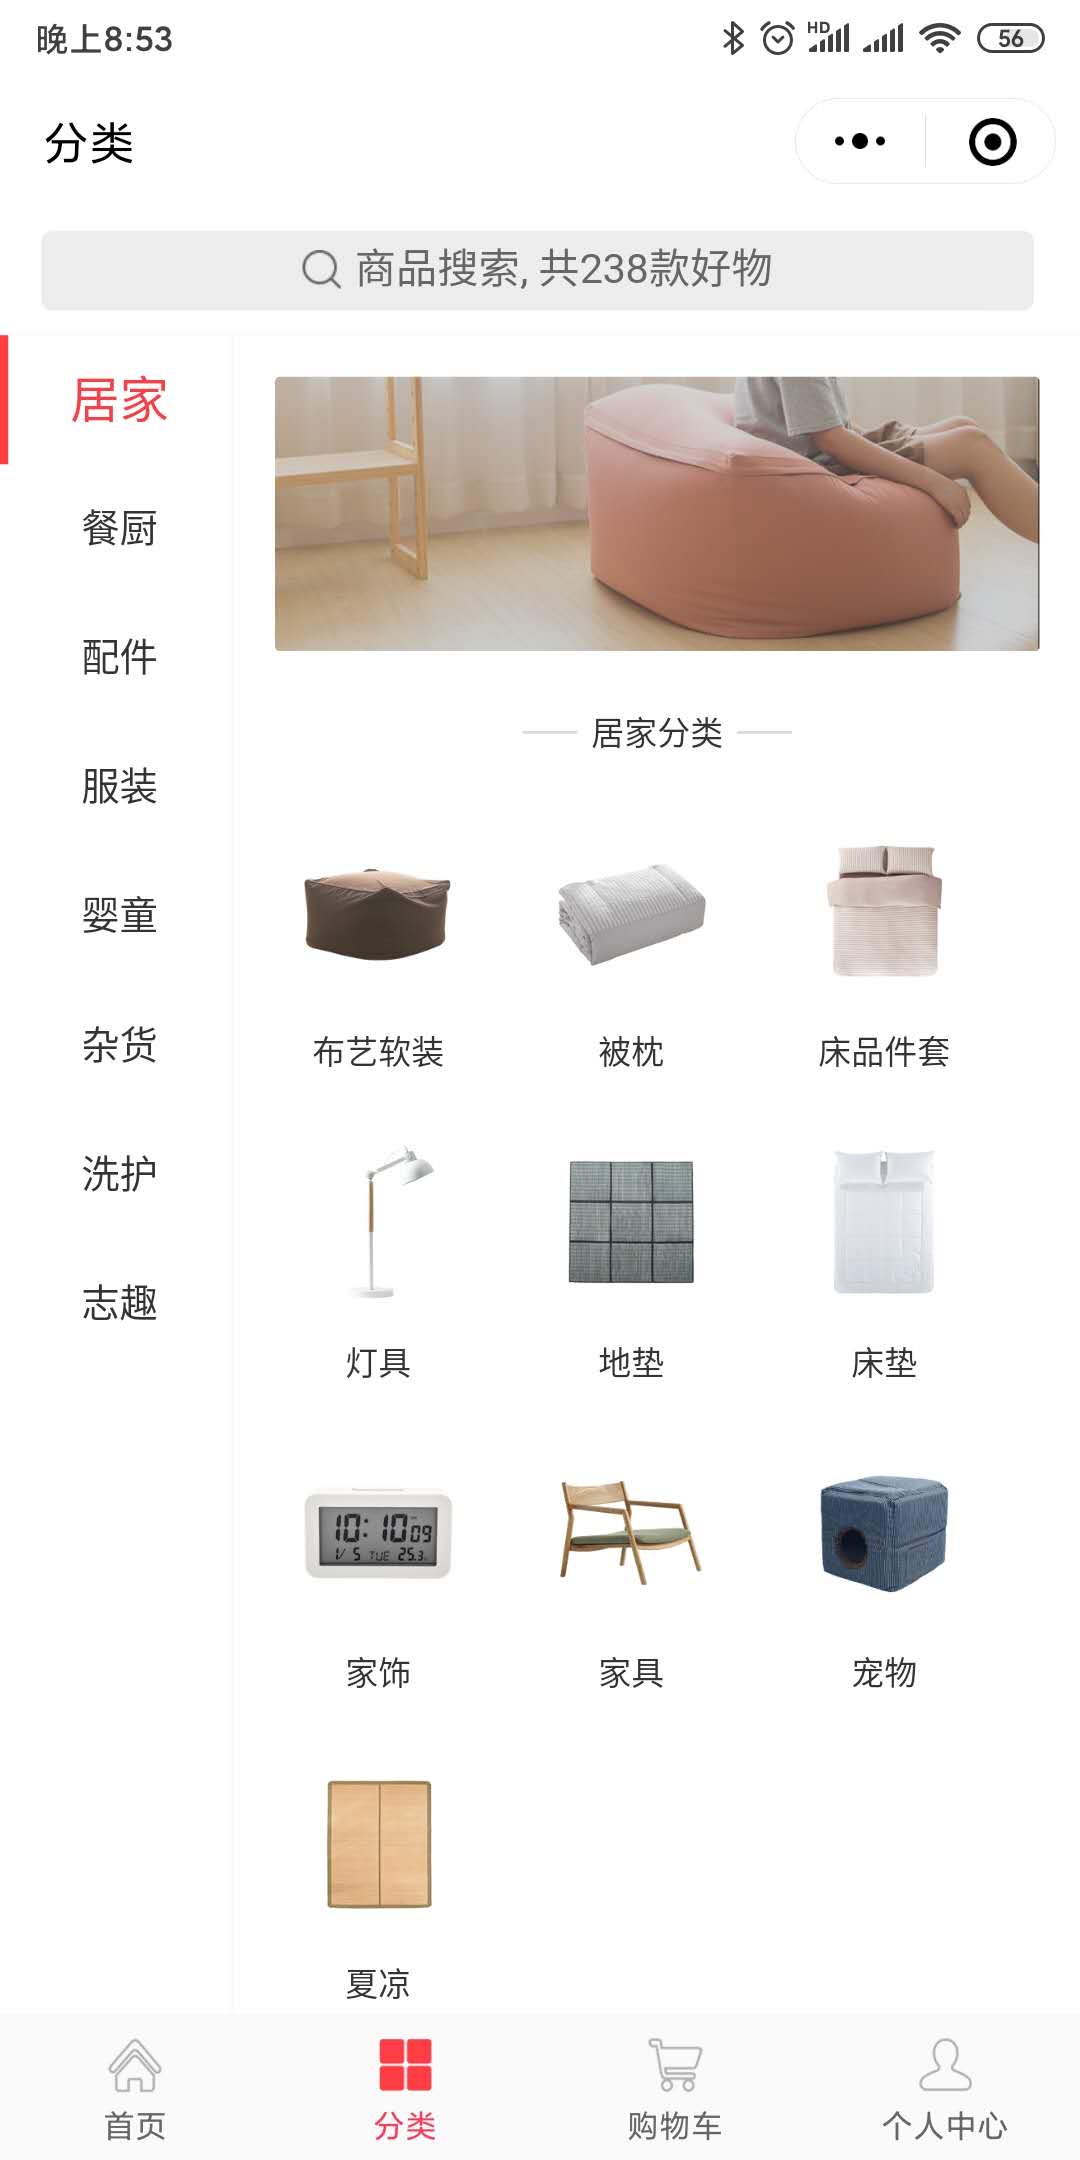 晚上8:53
HD
56
分类
商品搜索, 共238款好物
居家
餐厨
配件
服装
婴童
杂货
洗护
志趣
居家分类
布艺软装
被枕
床品件套
灯具
地垫
床垫
10:10 09
1/ 5 TUE 25.3
家饰
家具
宠物
夏凉
首页
分类
购物车
个人中心